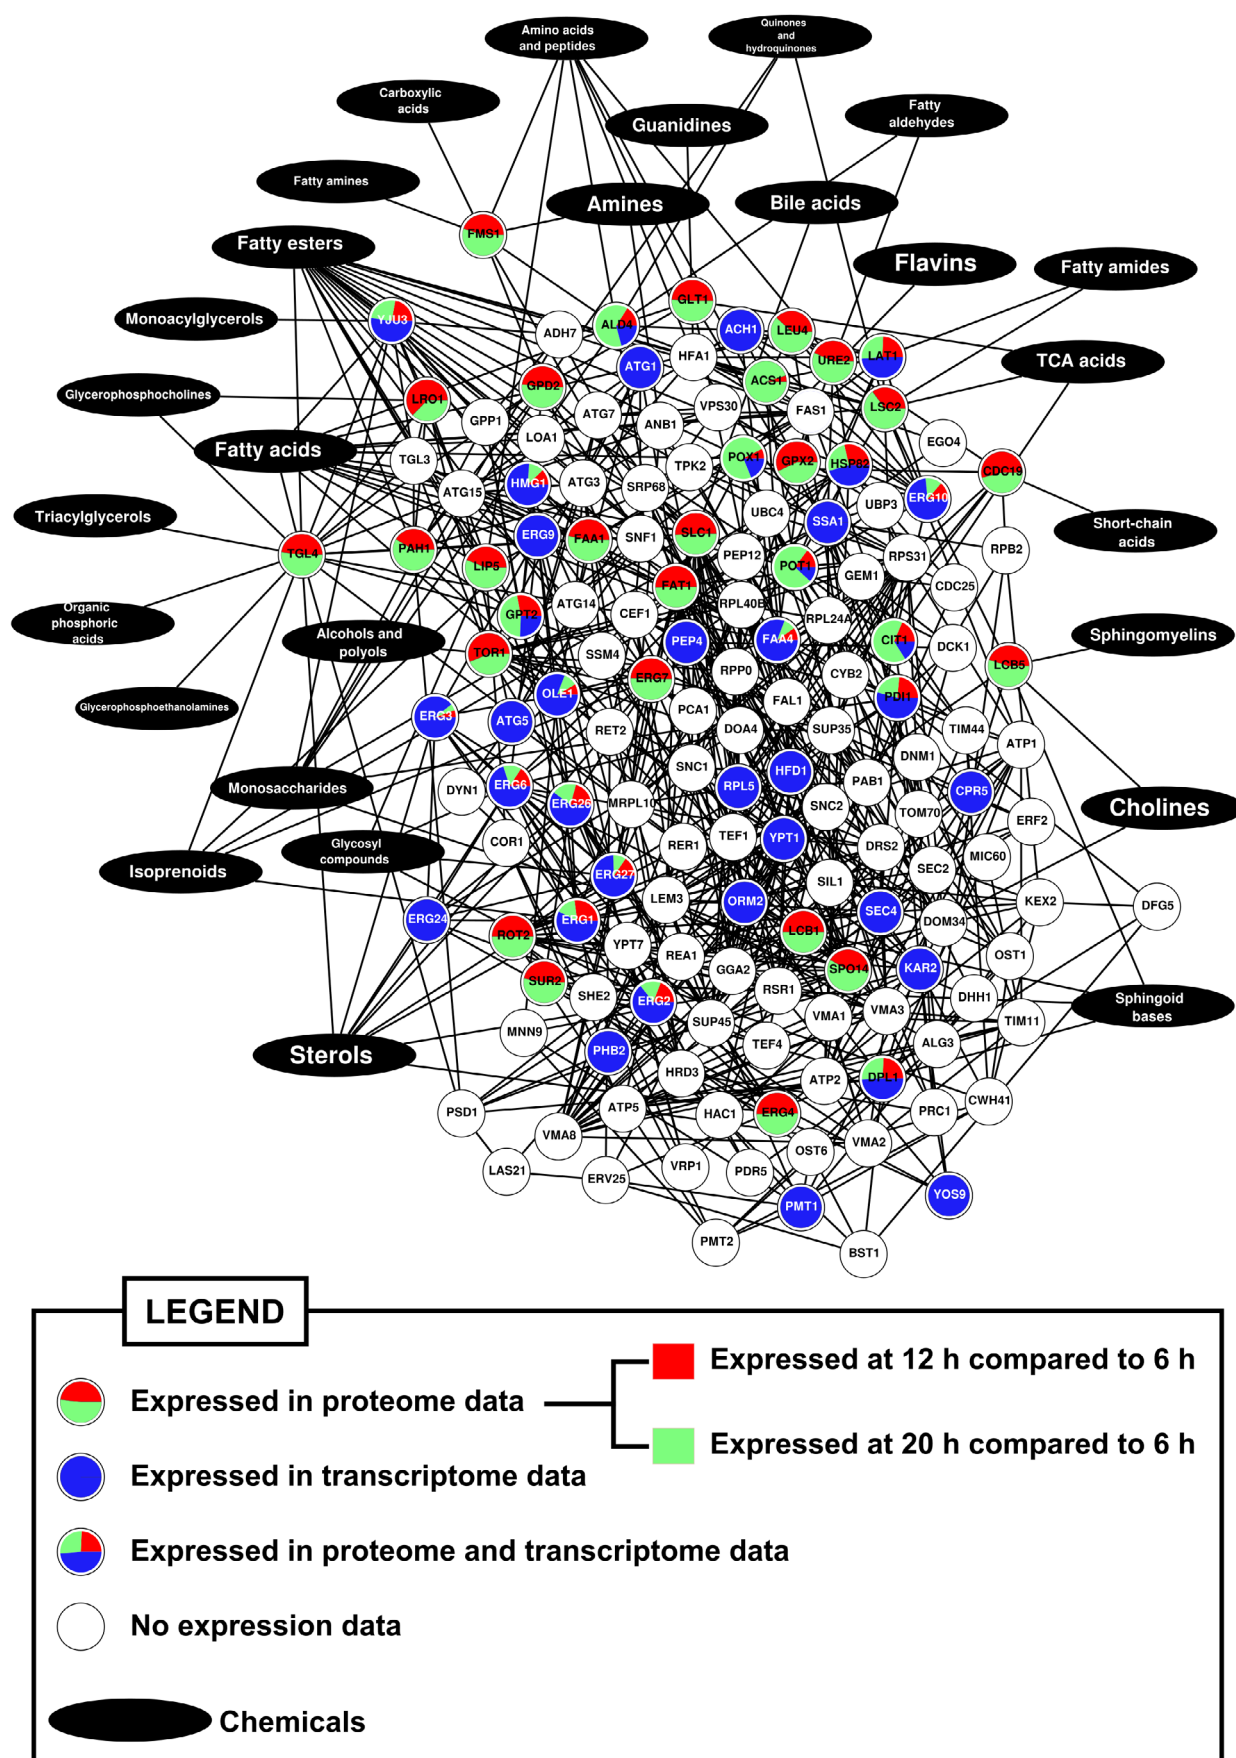 Amino acids
and peptides
Quinones
and
hydroquinones
Carboxylic
acids
Guanidines
Fatty
aldehydes
Fatty amines
Amines
Bile acids
FMS1
Fatty esters
Flavins
Fatty amides
Monoacylglycerols
YJU3
ADH7
ALD4
GLT1
ACH1
LEU4
HFA1
URE2
LAT1
TCA acids
ATG1
ACS1
Glycerophosphocholines
LRO1
GPD2
GPP1
ATG7
ANB1
VPS30
FAS1
LSC2
Fatty acids
LOA1
EGO4
TGL3
TPK2
POX1
GPX2
HSP82
CDC19
ATG15
HMG1
ATG3
SRP68
UBC4
UBP3
ERG10
Triacylglycerols
SSA1
Short-chain
acids
TGL4
PAH1
ERG9
FAA1
SNF1
SLC1
PEP12
RPS31
RPB2
LIP5
POT1
GEM1
FAT1
CDC25
Organic
phosphoric
acids
GPT2
ATG14
CEF1
RPL40B
RPL24A
Alcohols and
polyols
PEP4
FAA4
CIT1
DCK1
Sphingomyelins
TOR1
SSM4
ERG7
RPP0
CYB2
LCB5
Glycerophosphoethanolamines
OLE1
PDI1
ERG3
ATG5
RET2
PCA1
FAL1
DOA4
SUP35
TIM44
ATP1
DNM1
Monosaccharides
DYN1
ERG6
ERG26
MRPL10
SNC1
RPL5
HFD1
PAB1
CPR5
SNC2
TOM70
Cholines
ERF2
COR1
Glycosyl
compounds
RER1
TEF1
YPT1
DRS2
MIC60
Isoprenoids
ERG27
SEC2
SIL1
LEM3
ORM2
KEX2
DFG5
ERG24
ERG1
SEC4
DOM34
ROT2
YPT7
REA1
LCB1
OST1
SUR2
SHE2
GGA2
SPO14
KAR2
RSR1
DHH1
Sphingoid
bases
ERG2
MNN9
SUP45
VMA1
VMA3
TIM11
Sterols
PHB2
TEF4
ALG3
HRD3
ATP2
DPL1
PSD1
ATP5
HAC1
ERG4
PRC1
CWH41
VMA8
VMA2
OST6
LAS21
ERV25
VRP1
PDR5
YOS9
PMT1
PMT2
BST1
LEGEND
Expressed in proteome data
Expressed at 12 h compared to 6 h
Expressed at 20 h compared to 6 h
Expressed in transcriptome data
Expressed in proteome and transcriptome data
No expression data
Chemicals